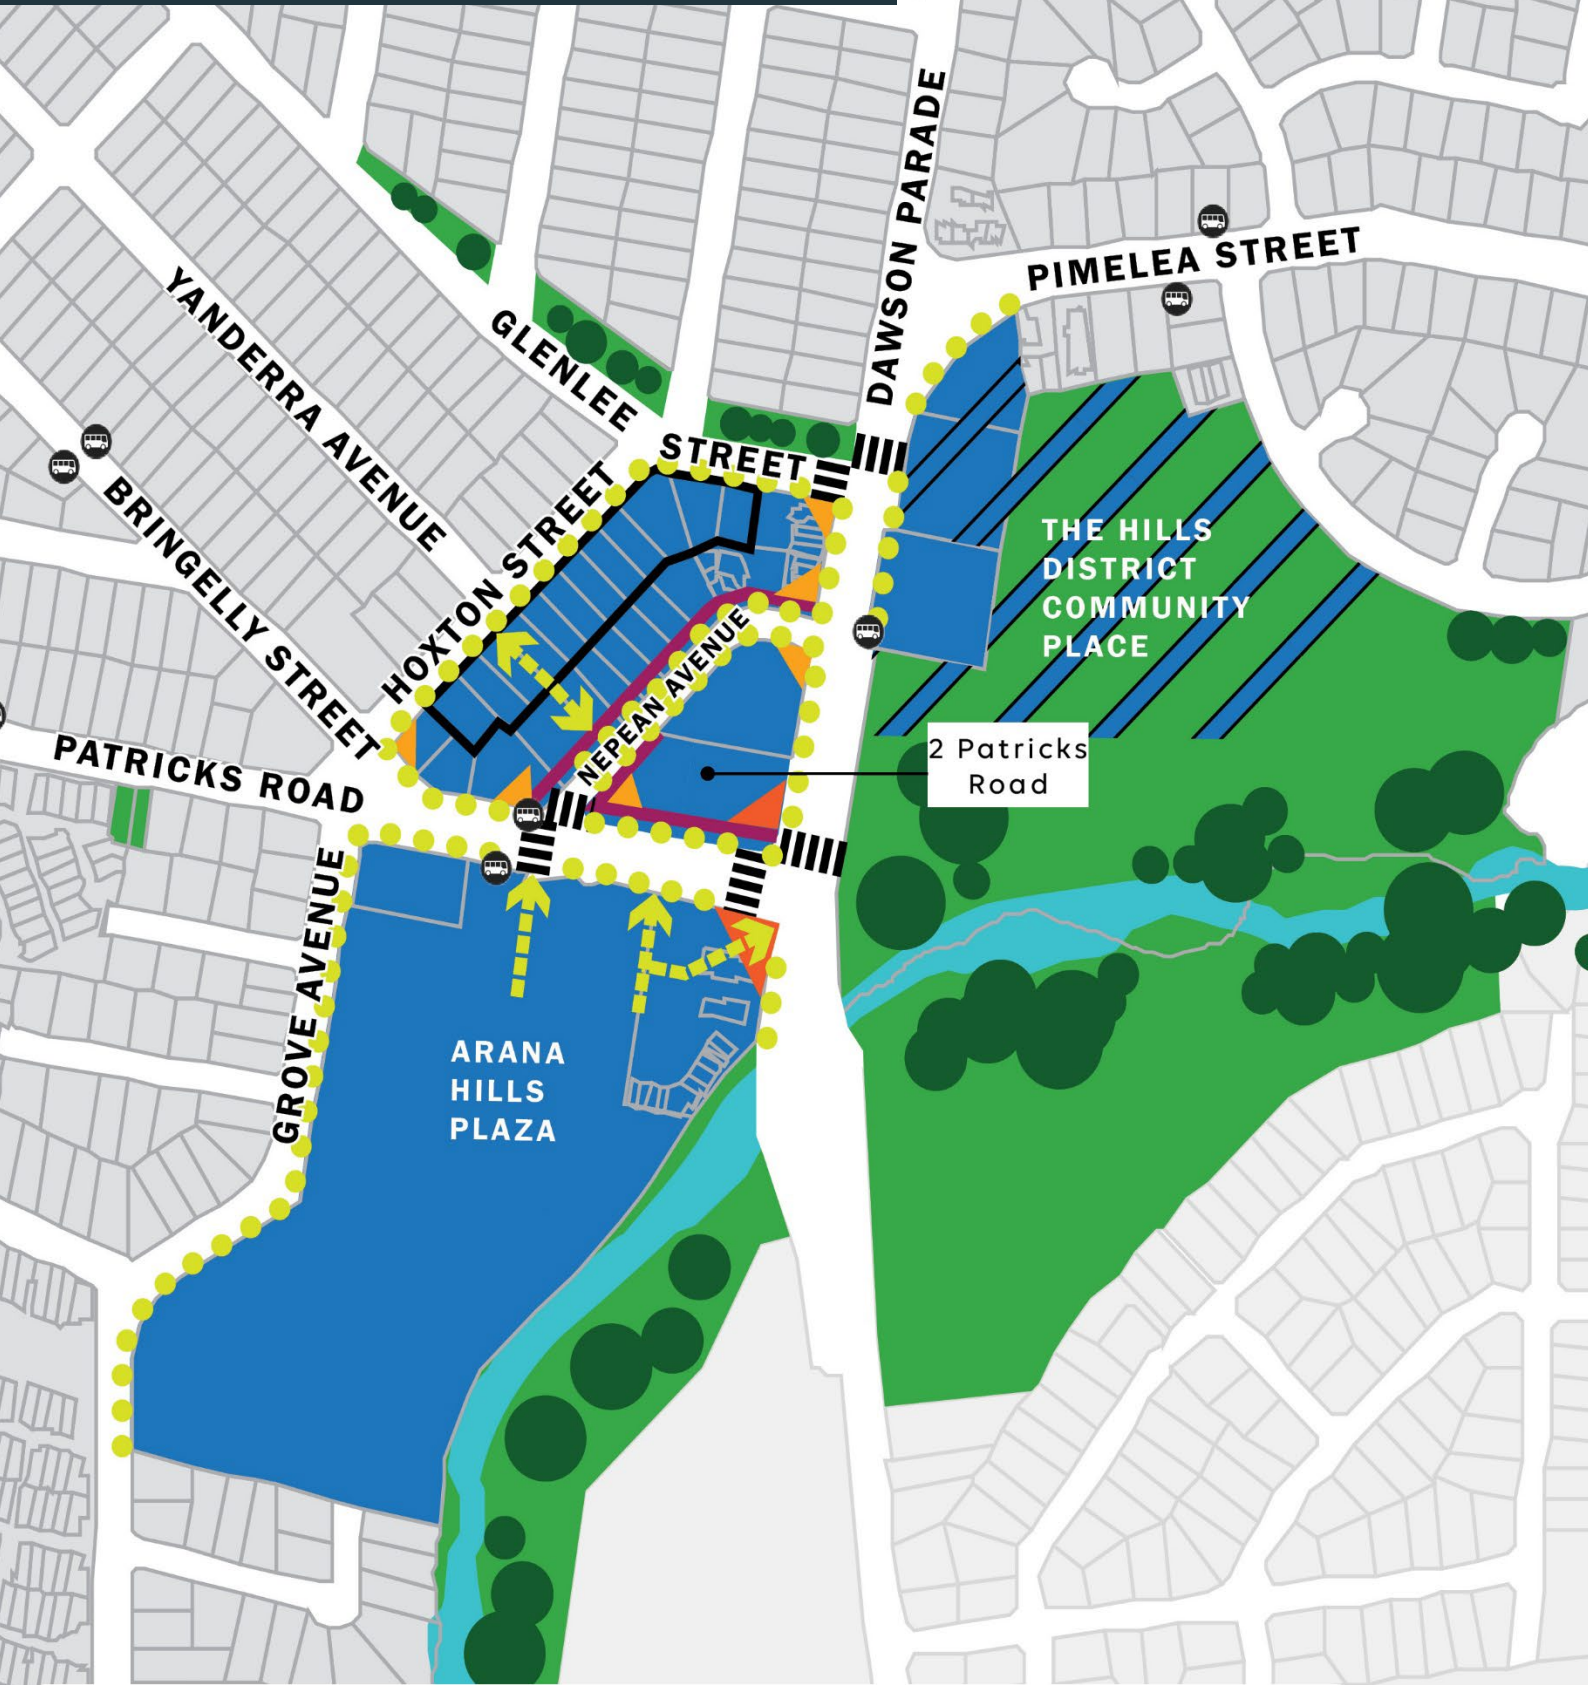 DAWSON PARADE
PIMELEA STREET
YANDERRA AVENUE
GLENLEE
STREET
BRINGELLY STREET
HOXTON STREET
THE HILLS
DISTRICT
COMMUNITY
PLACE
NEPEAN AVENUE
PATRICKS ROAD
2 Patricks
Road
GROVE AVENUE
ARANA
HILLS
PLAZA